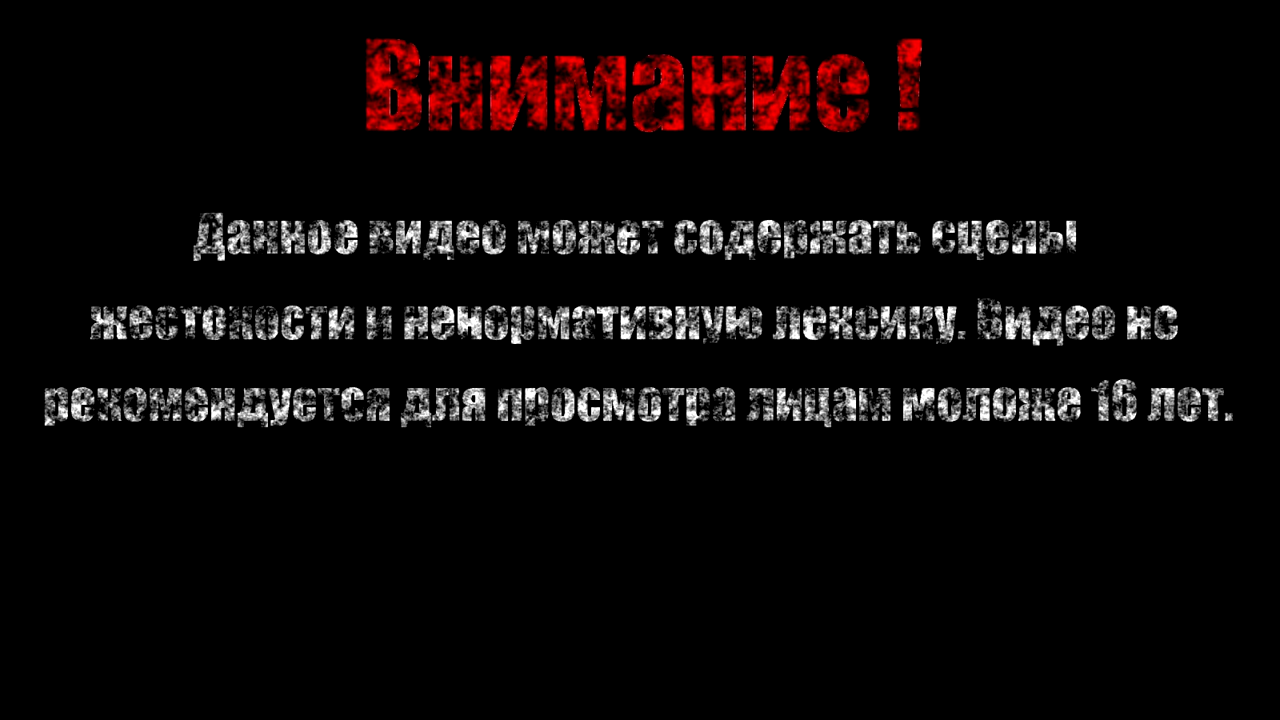 Внимание !
Данное видео может содержать сцены
жестокости и ненормативную лексику. Видео не
рекомендуется для просмотра лицам моложе 16 лет.